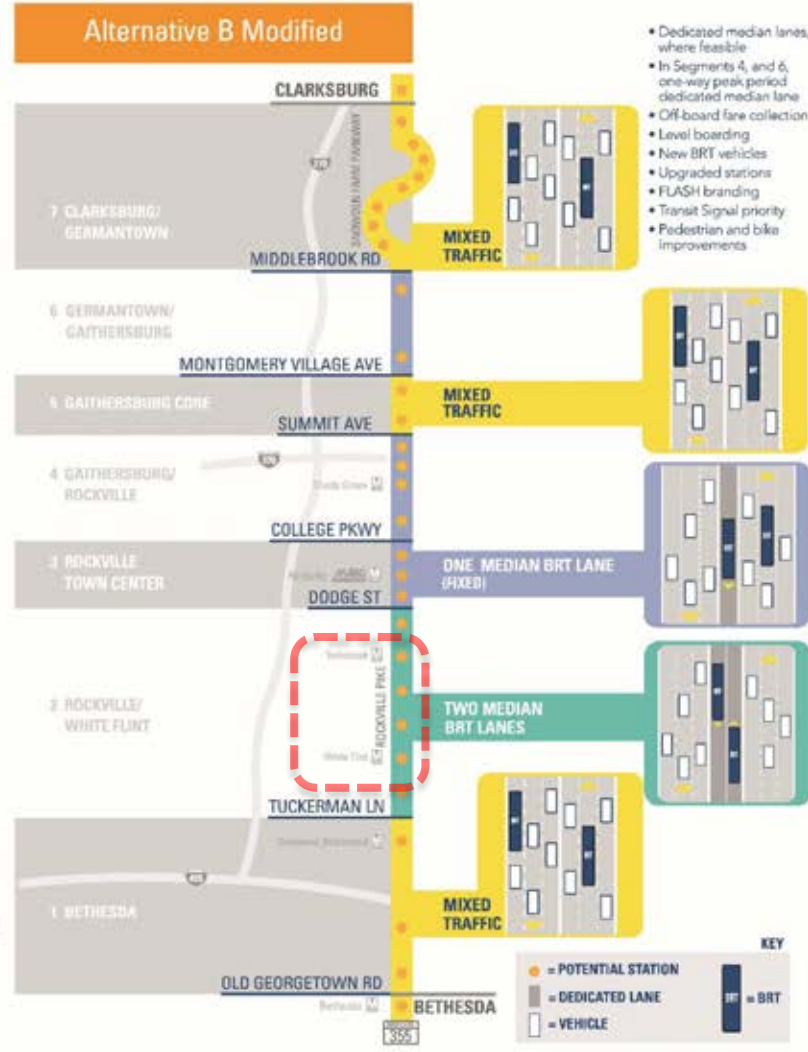 Alternative B Modified
• Dedicated median lanes,
where feasible
• In Segments 4, and 6,
one-way peak period
dedicated median lane
• Off-board fare collection
• Level boarding
• New BRT vehicles
• Upgraded stations
• FLASH branding
• Transit Signal priority
• Pedestrian and bike
improvements
CLARKSBURG
7 CLARKSBURG/
GERMANTOWN
MIXED
TRAFFIC
MIDDLEBROOK RD
6 GERMANTOWN/
GAITHERSBURG
MONTGOMERY VILLAGE AVE
5 GAITHERSBURG CORE
MIXED
TRAFFIC
SUMMIT AVE
4 GAITHERSBURG/
ROCKVILLE
COLLEGE PKWY
3 ROCKVILLE
TOWN CENTER
ONE MEDIAN BRT LANE
(FIXED)
DODGE ST
ROCKVILLE PIKE
2 ROCKVILLE/
WHITE FLINT
TWO MEDIAN
BRT LANES
White Flint
TUCKERMAN LN
1 BETHESDA
MIXED
TRAFFIC
OLD GEORGETOWN RD
Bethesda
BETHESDA
355
KEY
= POTENTIAL STATION
= DEDICATED LANE
= VEHICLE
BRT = BRT